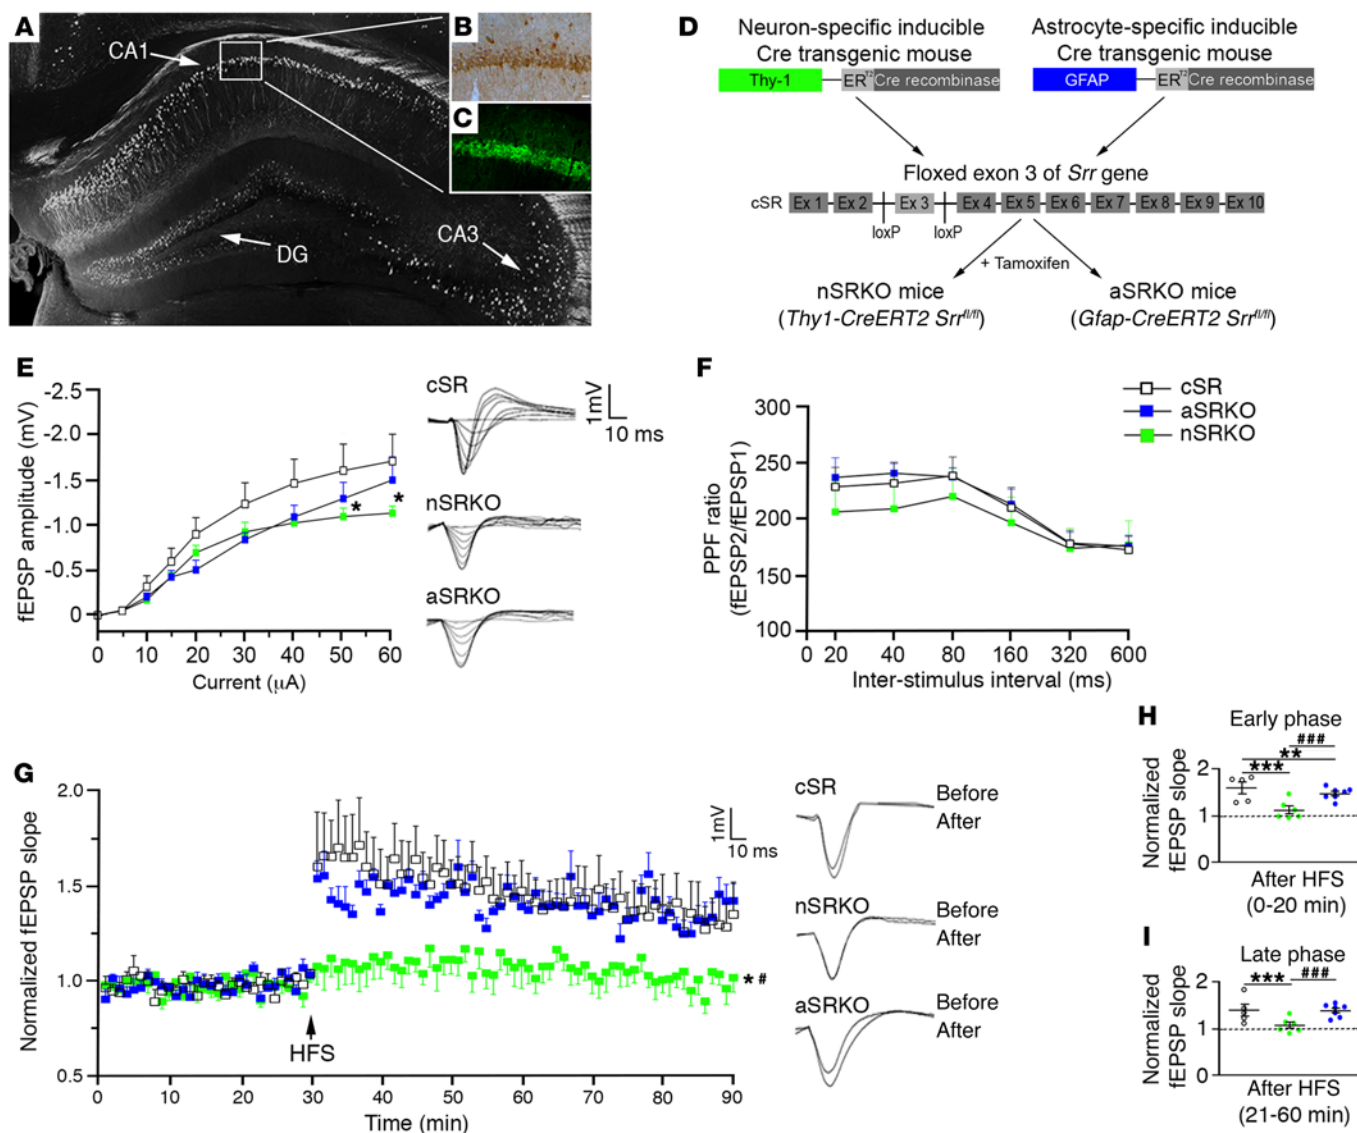 A
CA1
DG
CA3
B
C
D
Neuron-specific inducible
Cre transgenic mouse
Astrocyte-specific inducible
Cre transgenic mouse
Thy-1
ERT2
Cre recombinase
GFAP
ERT2
Cre recombinase
Floxed exon 3 of Srr gene
cSR
Ex 1 Ex 2 Ex 3 Ex 4 Ex 5 Ex 6 Ex 7 Ex 8 Ex 9 Ex 10
loxP loxP
+ Tamoxifen
nSRKO mice
(Thy1-CreERT2 Srrfl/fl)
aSRKO mice
(Gfap-CreERT2 Srrfl/fl)
E
fEPSP amplitude (mV)
-2.5
-2.0
-1.5
-1.0
-0.5
0
0 10 20 30 40 50 60
Current (µA)
* *
cSR
1mV
10 ms
nSRKO
aSRKO
F
PPF ratio
(fEPSP2/fEPSP1)
300
250
200
150
100
0 20 40 80 160 320 600
Inter-stimulus interval (ms)
cSR
aSRKO
nSRKO
G
Normalized fEPSP slope
2.0
1.5
1.0
0.5
HFS
* #
0 10 20 30 40 50 60 70 80 90
Time (min)
1mV
10 ms
cSR
Before
After
nSRKO
Before
After
aSRKO
Before
After
H
Early phase
Normalized
fEPSP slope
2
1
###
**
***
After HFS
(0-20 min)
I
Late phase
Normalized
fEPSP slope
2
1
*** ###
After HFS
(21-60 min)